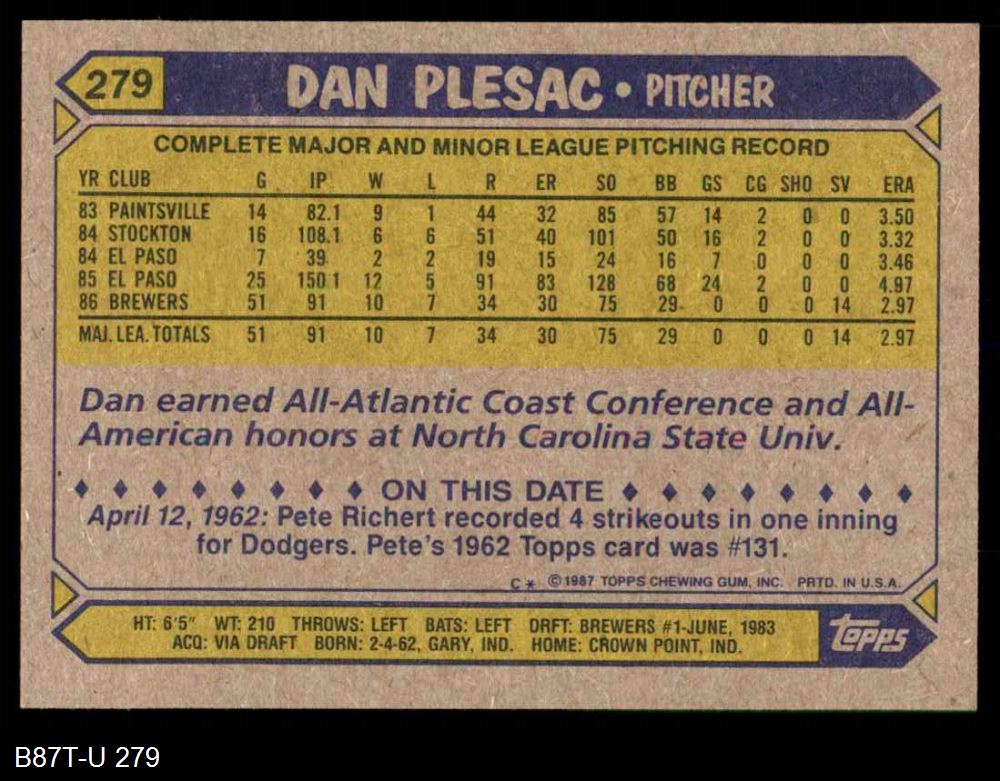 279 DAN PLESAC • PITCHER
COMPLETE MAJOR AND MINOR LEAGUE PITCHING RECORD
YR CLUB G IP W L R ER SO BB GS CG SHO SV ERA
83 PAINTSVILLE 14 82.1 9 1 44 32 85 57 14 2 0 0 3.50
84 STOCKTON 16 108.1 6 6 51 40 101 50 16 2 0 0 3.32
84 EL PASO 7 39 2 2 19 15 24 16 7 0 0 0 3.46
85 EL PASO 25 150.1 12 5 91 83 128 68 24 2 0 0 4.97
86 BREWERS 51 91 10 7 34 30 75 29 0 0 0 14 2.97
MAJ. LEA. TOTALS 51 91 10 7 34 30 75 29 0 0 0 14 2.97
Dan earned All-Atlantic Coast Conference and All-
American honors at North Carolina State Univ.
♦ ♦ ♦ ♦ ♦ ♦ ♦ ♦ ON THIS DATE ♦ ♦ ♦ ♦ ♦ ♦ ♦ ♦
April 12, 1962: Pete Richert recorded 4 strikeouts in one inning
for Dodgers. Pete's 1962 Topps card was #131.
C* ©1987 TOPPS CHEWING GUM, INC. PRTD. IN U.S.A.
HT: 6'5" WT: 210 THROWS: LEFT BATS: LEFT DRFT: BREWERS #1-JUNE, 1983
ACQ: VIA DRAFT BORN: 2-4-62, GARY, IND. HOME: CROWN POINT, IND.
topps
B87T-U 279